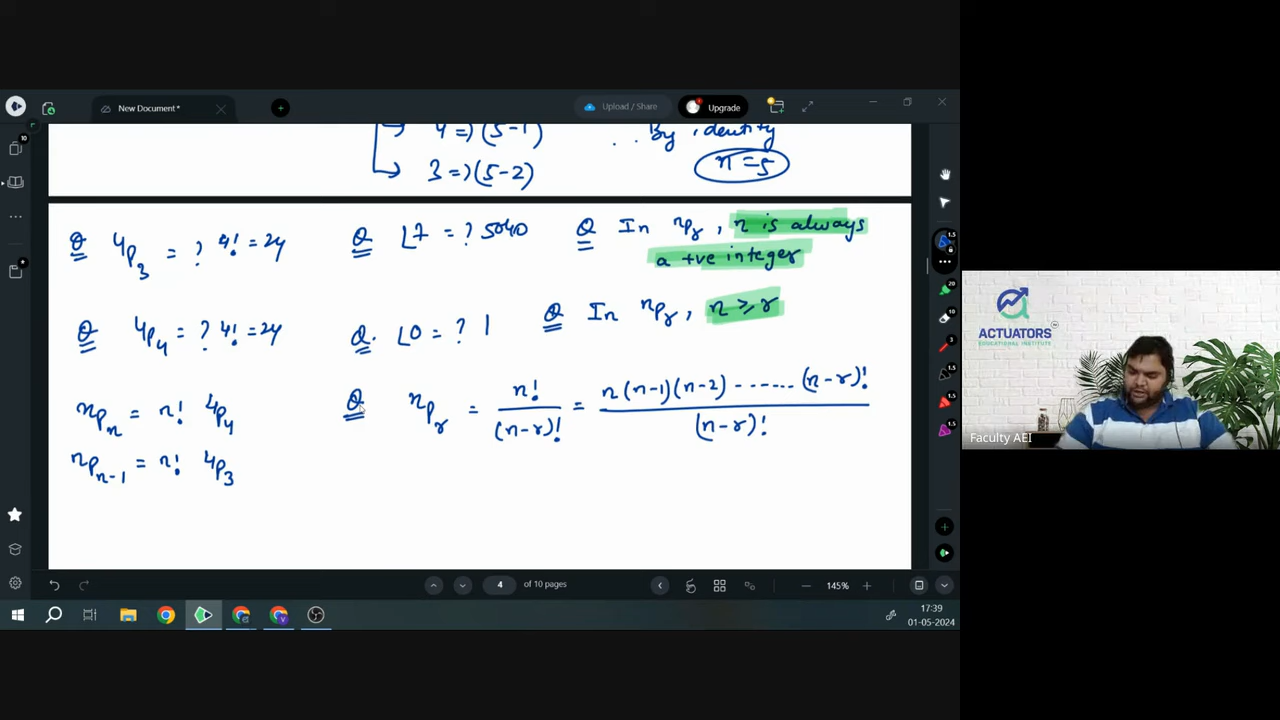 New Document *
Upload / Share
Upgrade
4 => (5-1)
∴ By identity
3 => (5-2)
n = 5
Q 4P3 = ? 4! = 24
Q ∟7 = ? 5040
Q In nPr, n is always
a +ve integer
Q 4P4 = ? 4! = 24
Q. ∟0 = ? 1
Q In nPr, n ≥ r
nPn = n! 4P4
Q nPr = n!/(n-r)! = n(n-1)(n-2)------(n-r)!/(n-r)!
nPn-1 = n! 4P3
4 of 10 pages
145%
17:39
01-05-2024
ACTUATORS
EDUCATIONAL INSTITUTE
Faculty AEI